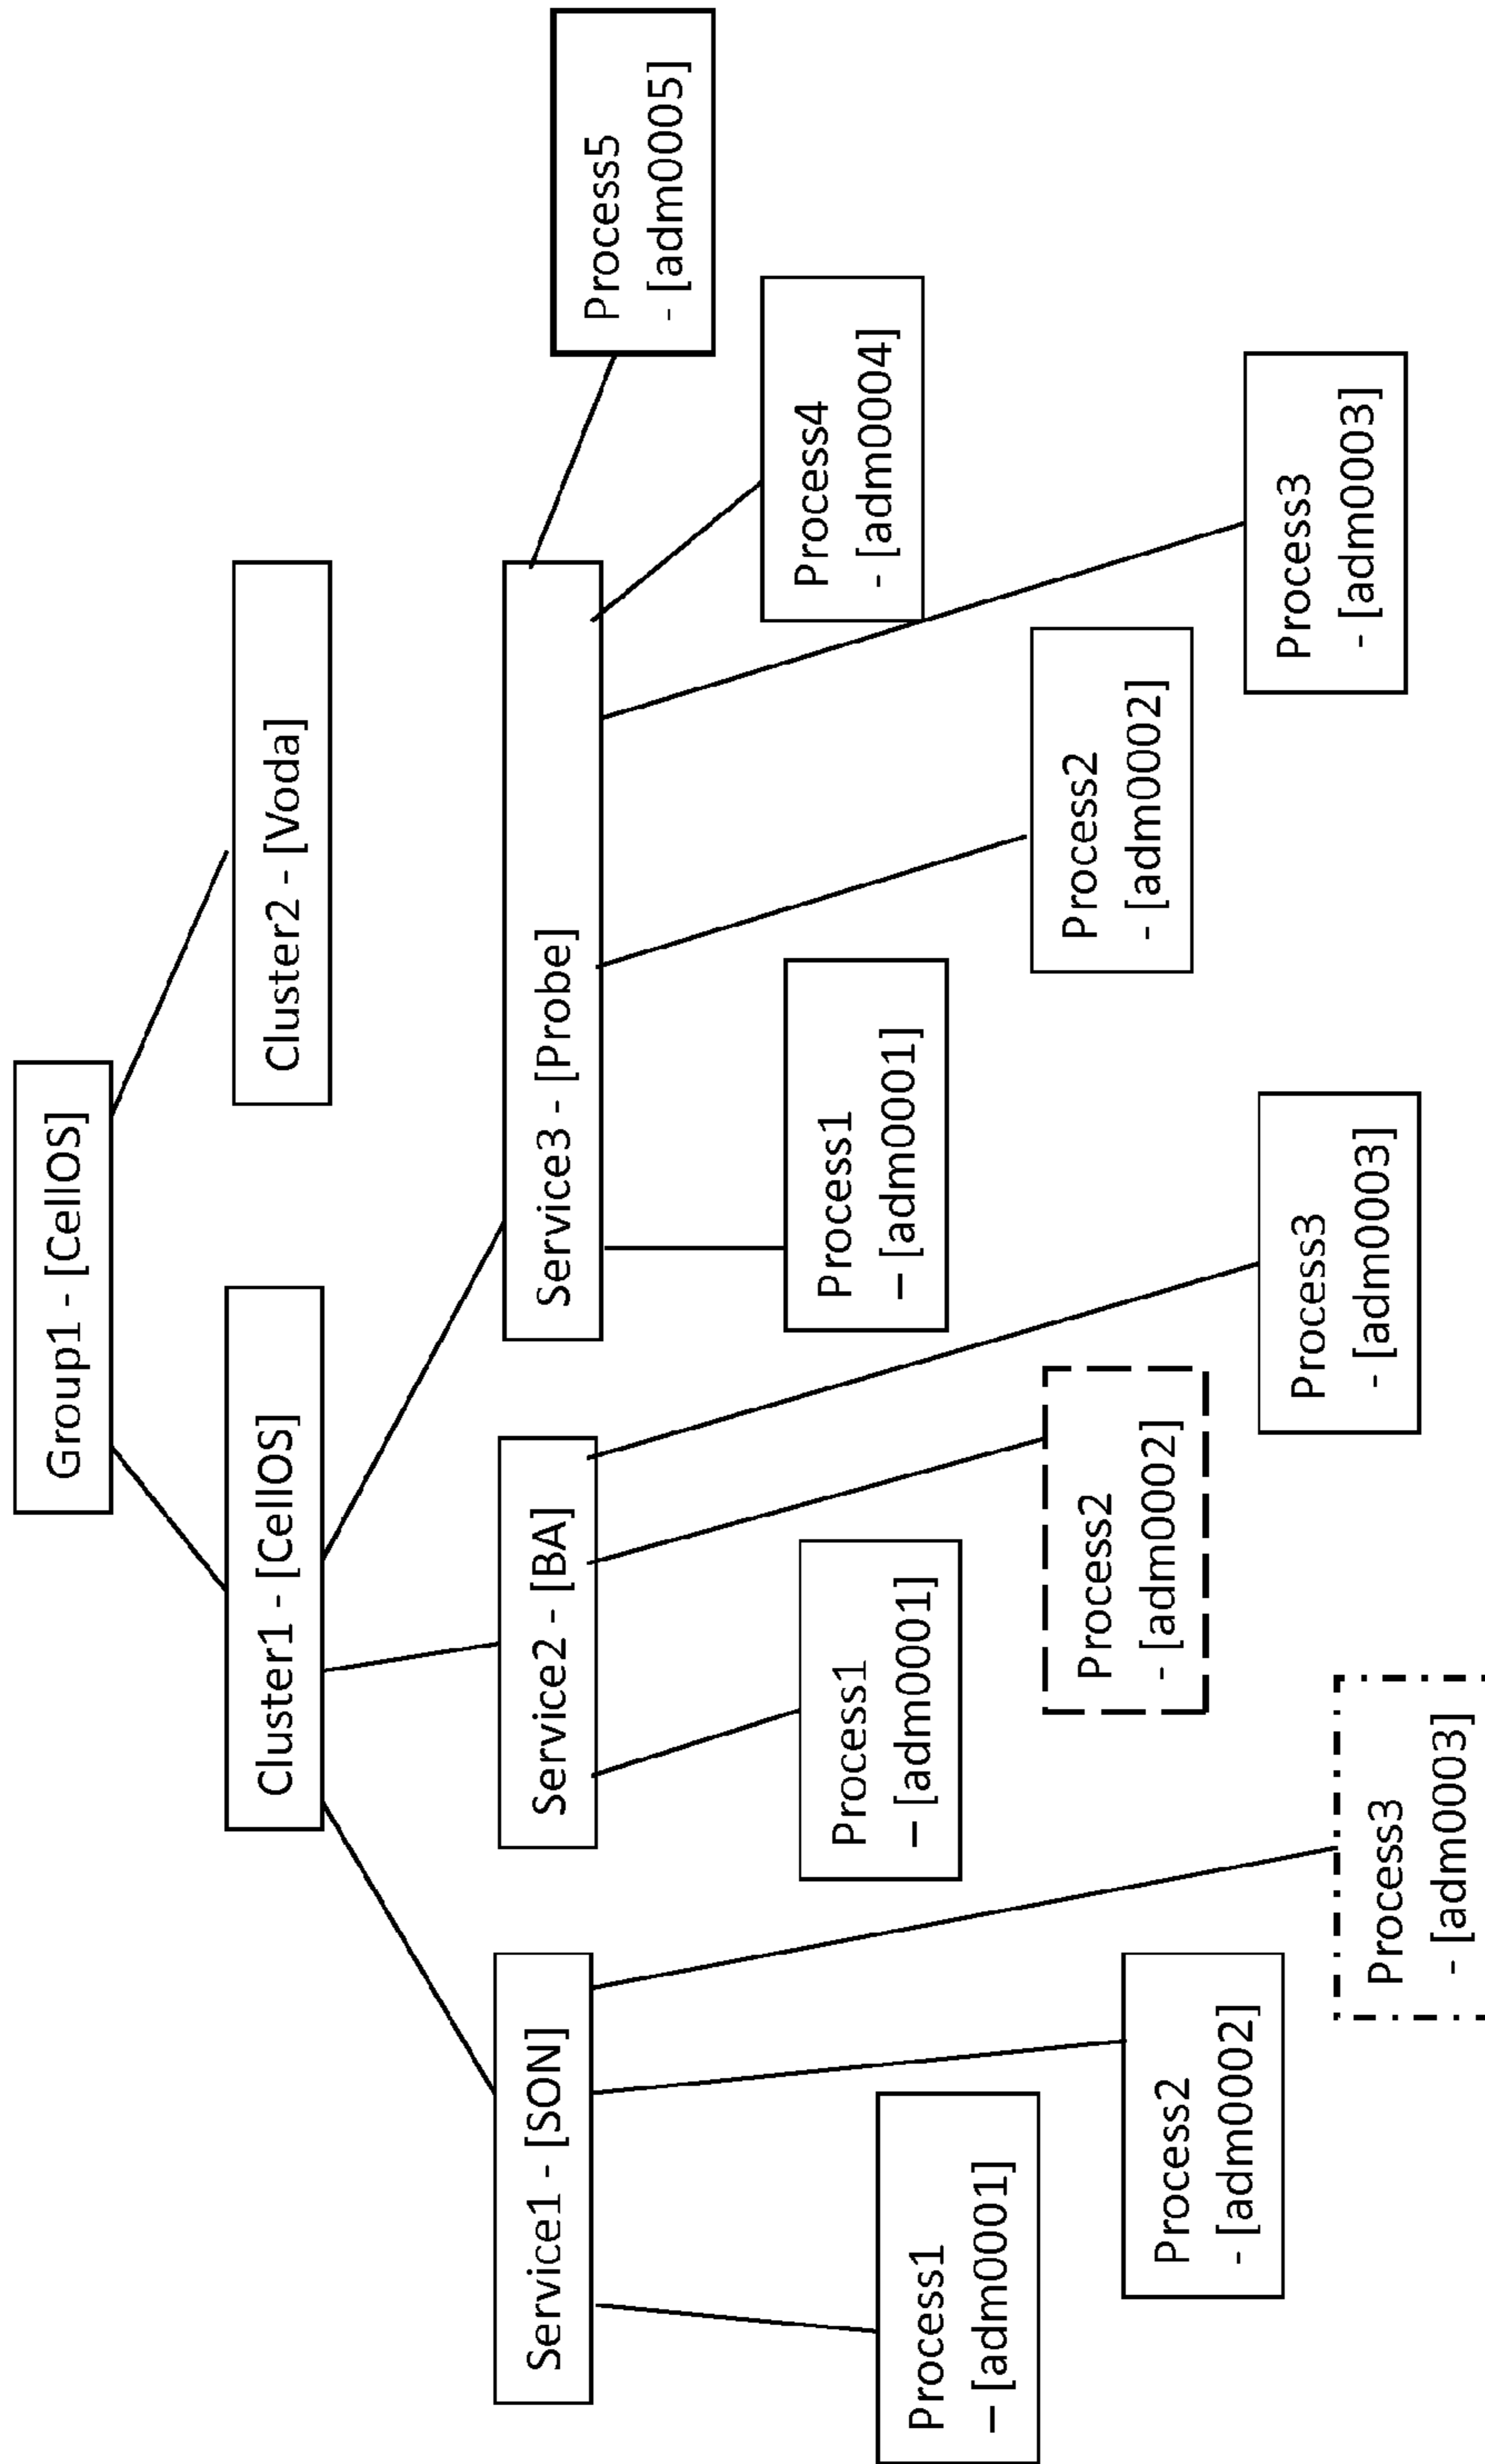 Group1 - [CellOS]
Cluster1 - [CellOS]
Cluster2 - [Voda]
Service1 - [SON]
Service2 - [BA]
Service3 - [Probe]
Process1
– [adm0001]
Process2
- [adm0002]
Process3
- [adm0003]
Process1
– [adm0001]
Process2
- [adm0002]
Process3
- [adm0003]
Process1
– [adm0001]
Process2
- [adm0002]
Process3
- [adm0003]
Process4
- [adm0004]
Process5
- [adm0005]